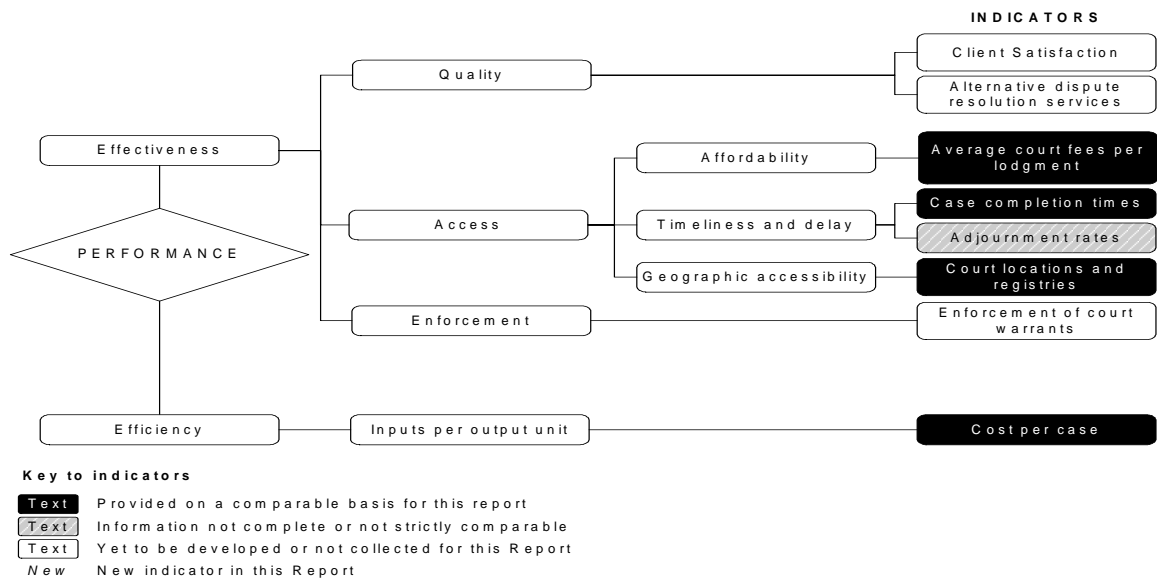 INDICATORS
Client Satisfaction
Quality
Alternative dispute
resolution services
Effectiveness
Affordability
Average court fees per
lodgment
Case completion times
Access
Timeliness and delay
Adjournment rates
PERFORMANCE
Geographic accessibility
Court locations and
registries
Enforcement
Enforcement of court
warrants
Efficiency
Inputs per output unit
Cost per case
Key to indicators
Text Provided on a comparable basis for this report
Text Information not complete or not strictly comparable
Text Yet to be developed or not collected for this Report
New New indicator in this Report